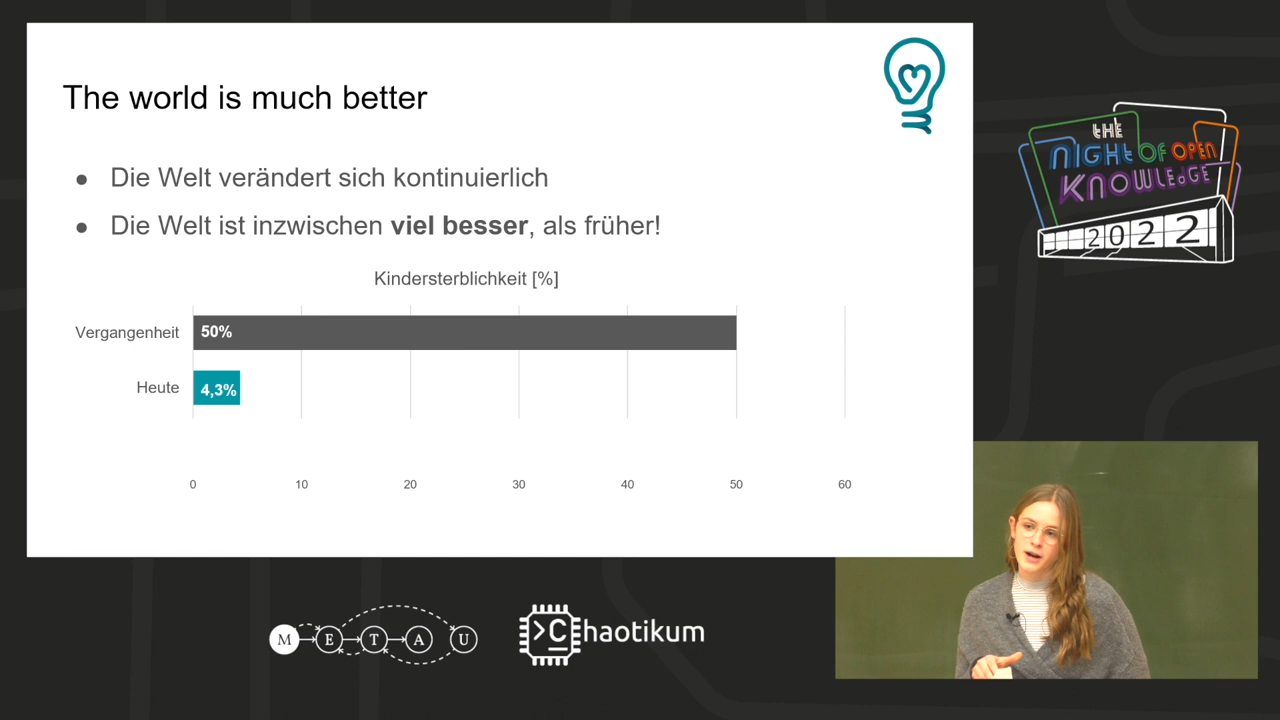 The world is much better
● Die Welt verändert sich kontinuierlich
● Die Welt ist inzwischen viel besser, als früher!
Kindersterblichkeit [%]
Vergangenheit 50%
Heute 4,3%
0 10 20 30 40 50 60
THE
NIGHt OF OPEN
KNOWLEdGE
2022
M E T A U
>C_haotikum